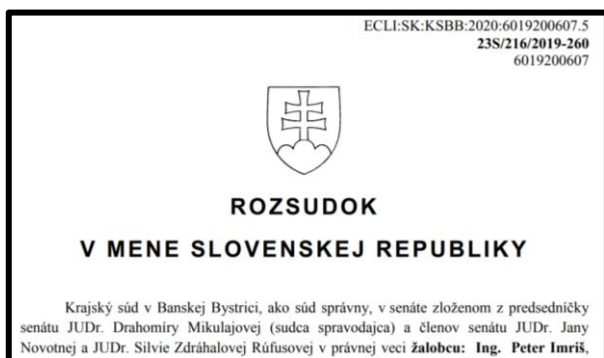 ECLI:SK:KSBB:2020:6019200607.5
23S/216/2019-260
6019200607
ROZSUDOK
V MENE SLOVENSKEJ REPUBLIKY
Krajský súd v Banskej Bystrici, ako súd správny, v senáte zloženom z predsedníčky
senátu JUDr. Drahomíry Mikulajovej (sudca spravodajca) a členov senátu JUDr. Jany
Novotnej a JUDr. Silvie Zdráhalovej Rúfusovej v právnej veci žalobcu: Ing. Peter Imriš,